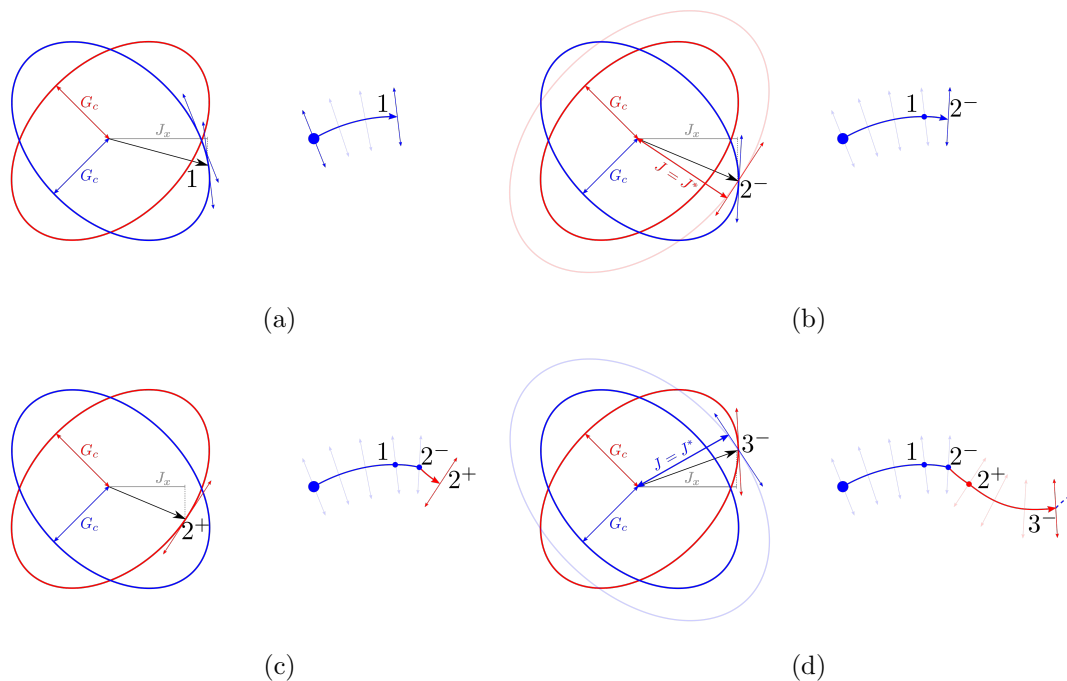 G_c
J_x
G_c
1
1
(a)
G_c
J_x
G_c
J = J*
2⁻
1
2⁻
(b)
G_c
J_x
G_c
2⁺
1
2⁻
2⁺
(c)
G_c
J = J*
J_x
G_c
3⁻
1
2⁻
2⁺
3⁻
(d)